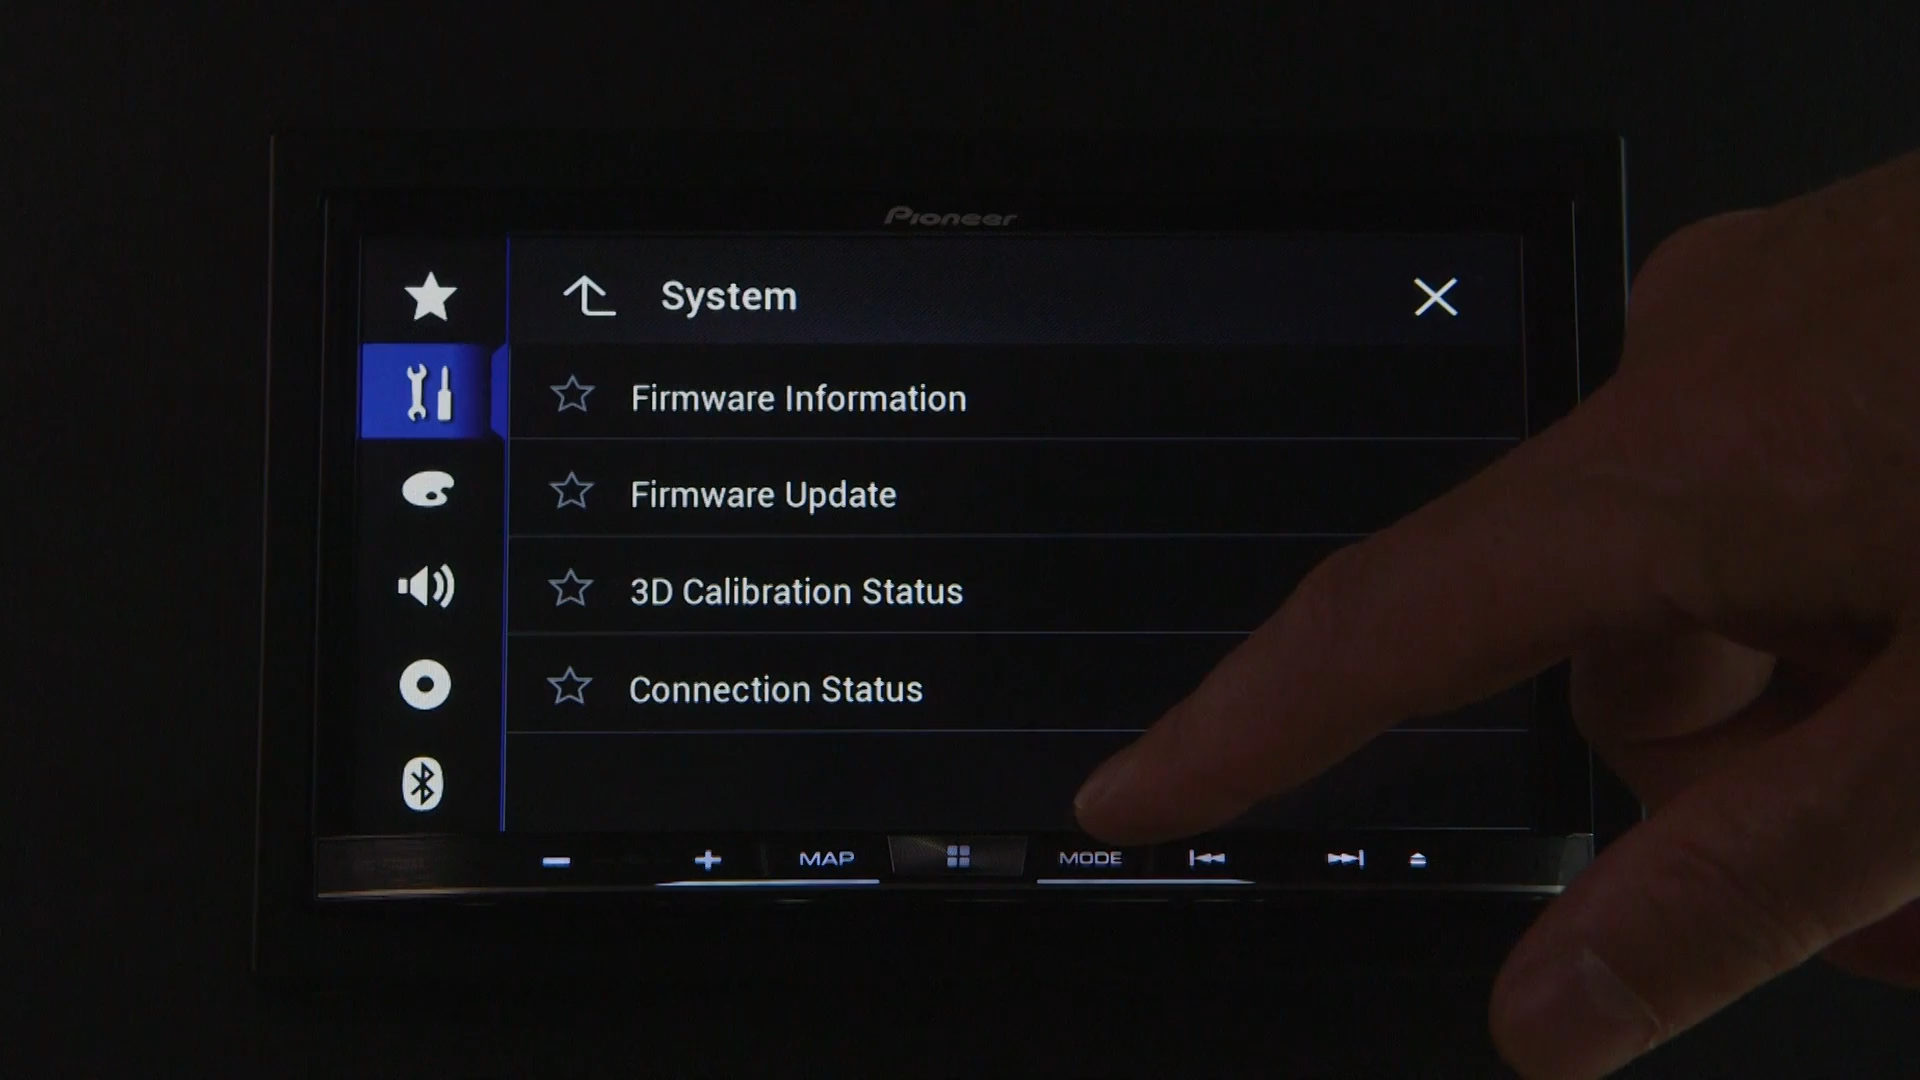 Pioneer
System
Firmware Information
Firmware Update
3D Calibration Status
Connection Status
MAP
MODE